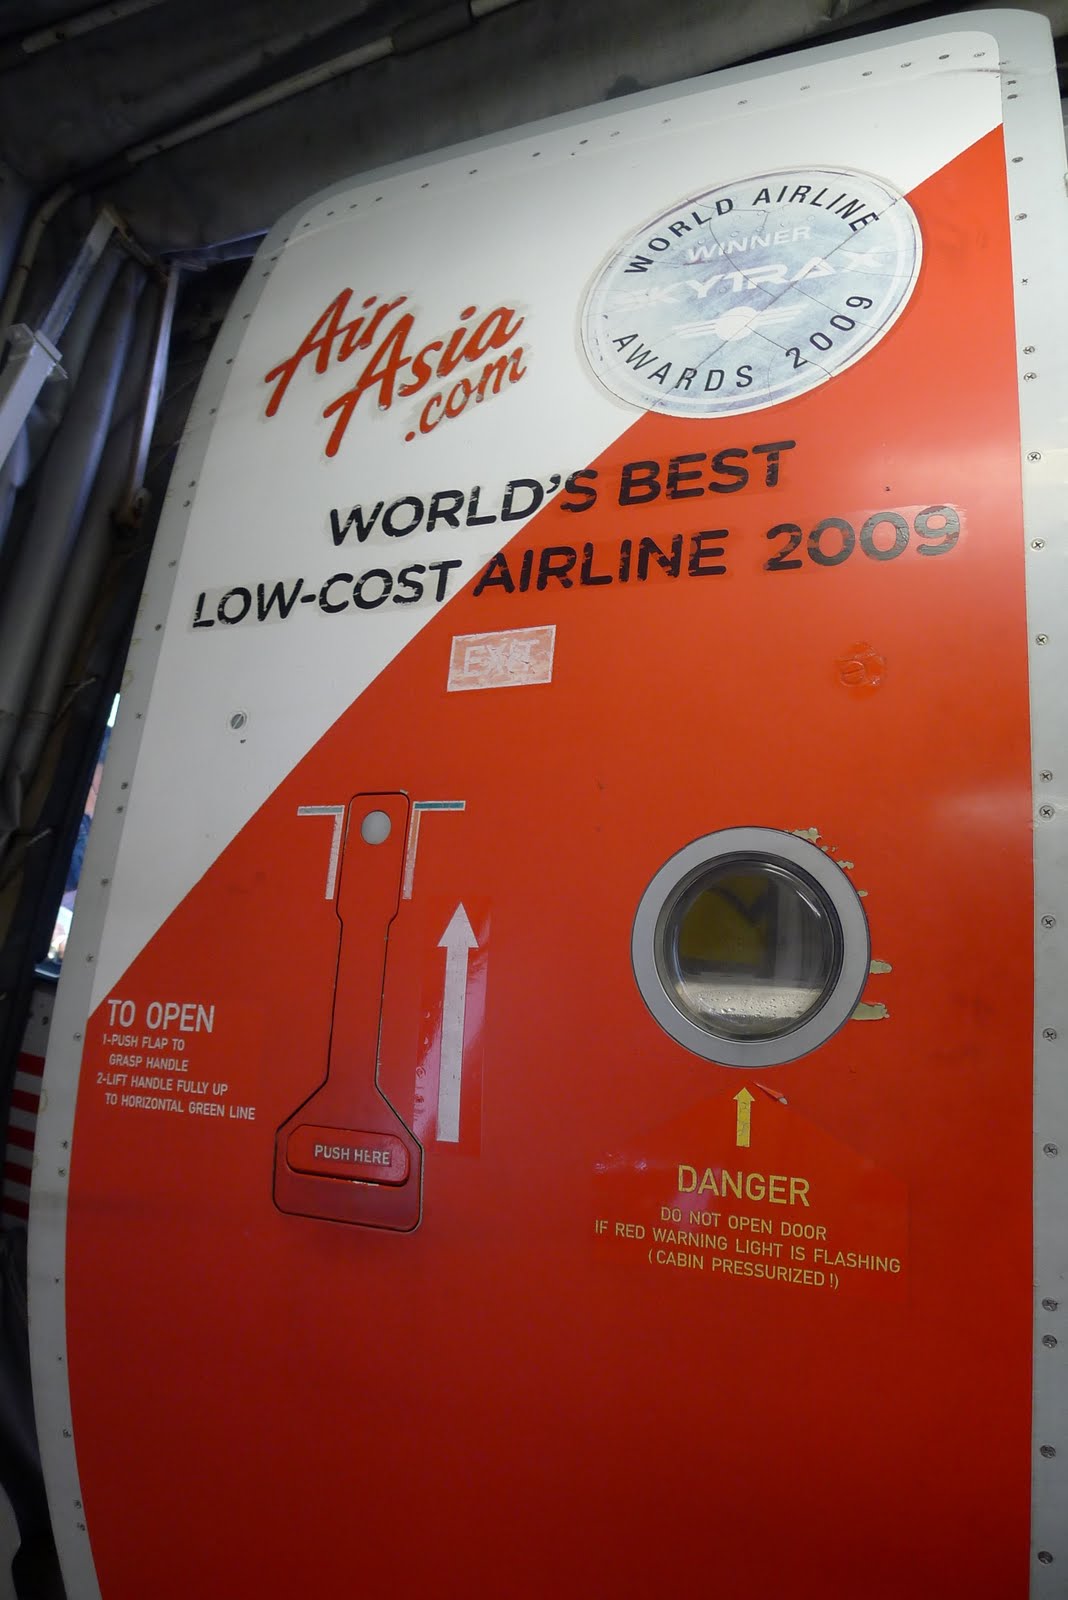 WORLD AIRLINE
WINNER
SKYTRAX
AWARDS 2009
Air
Asia
.com
WORLD'S BEST
LOW-COST AIRLINE 2009
EXIT
TO OPEN
1-PUSH FLAP TO
GRASP HANDLE
2-LIFT HANDLE FULLY UP
TO HORIZONTAL GREEN LINE
PUSH HERE
DANGER
DO NOT OPEN DOOR
IF RED WARNING LIGHT IS FLASHING
(CABIN PRESSURIZED!)